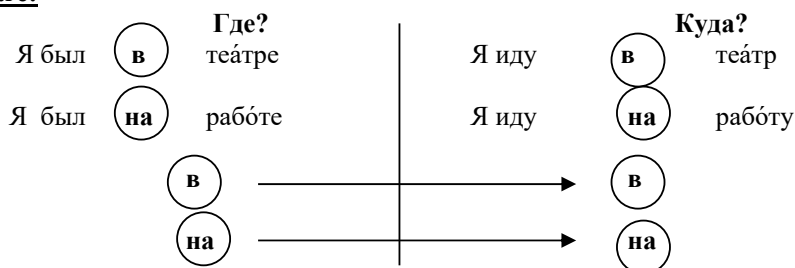 Где? Куда?
Я был в теа́тре Я иду в теа́тр
Я был на рабо́те Я иду на рабо́ту
в в
на на